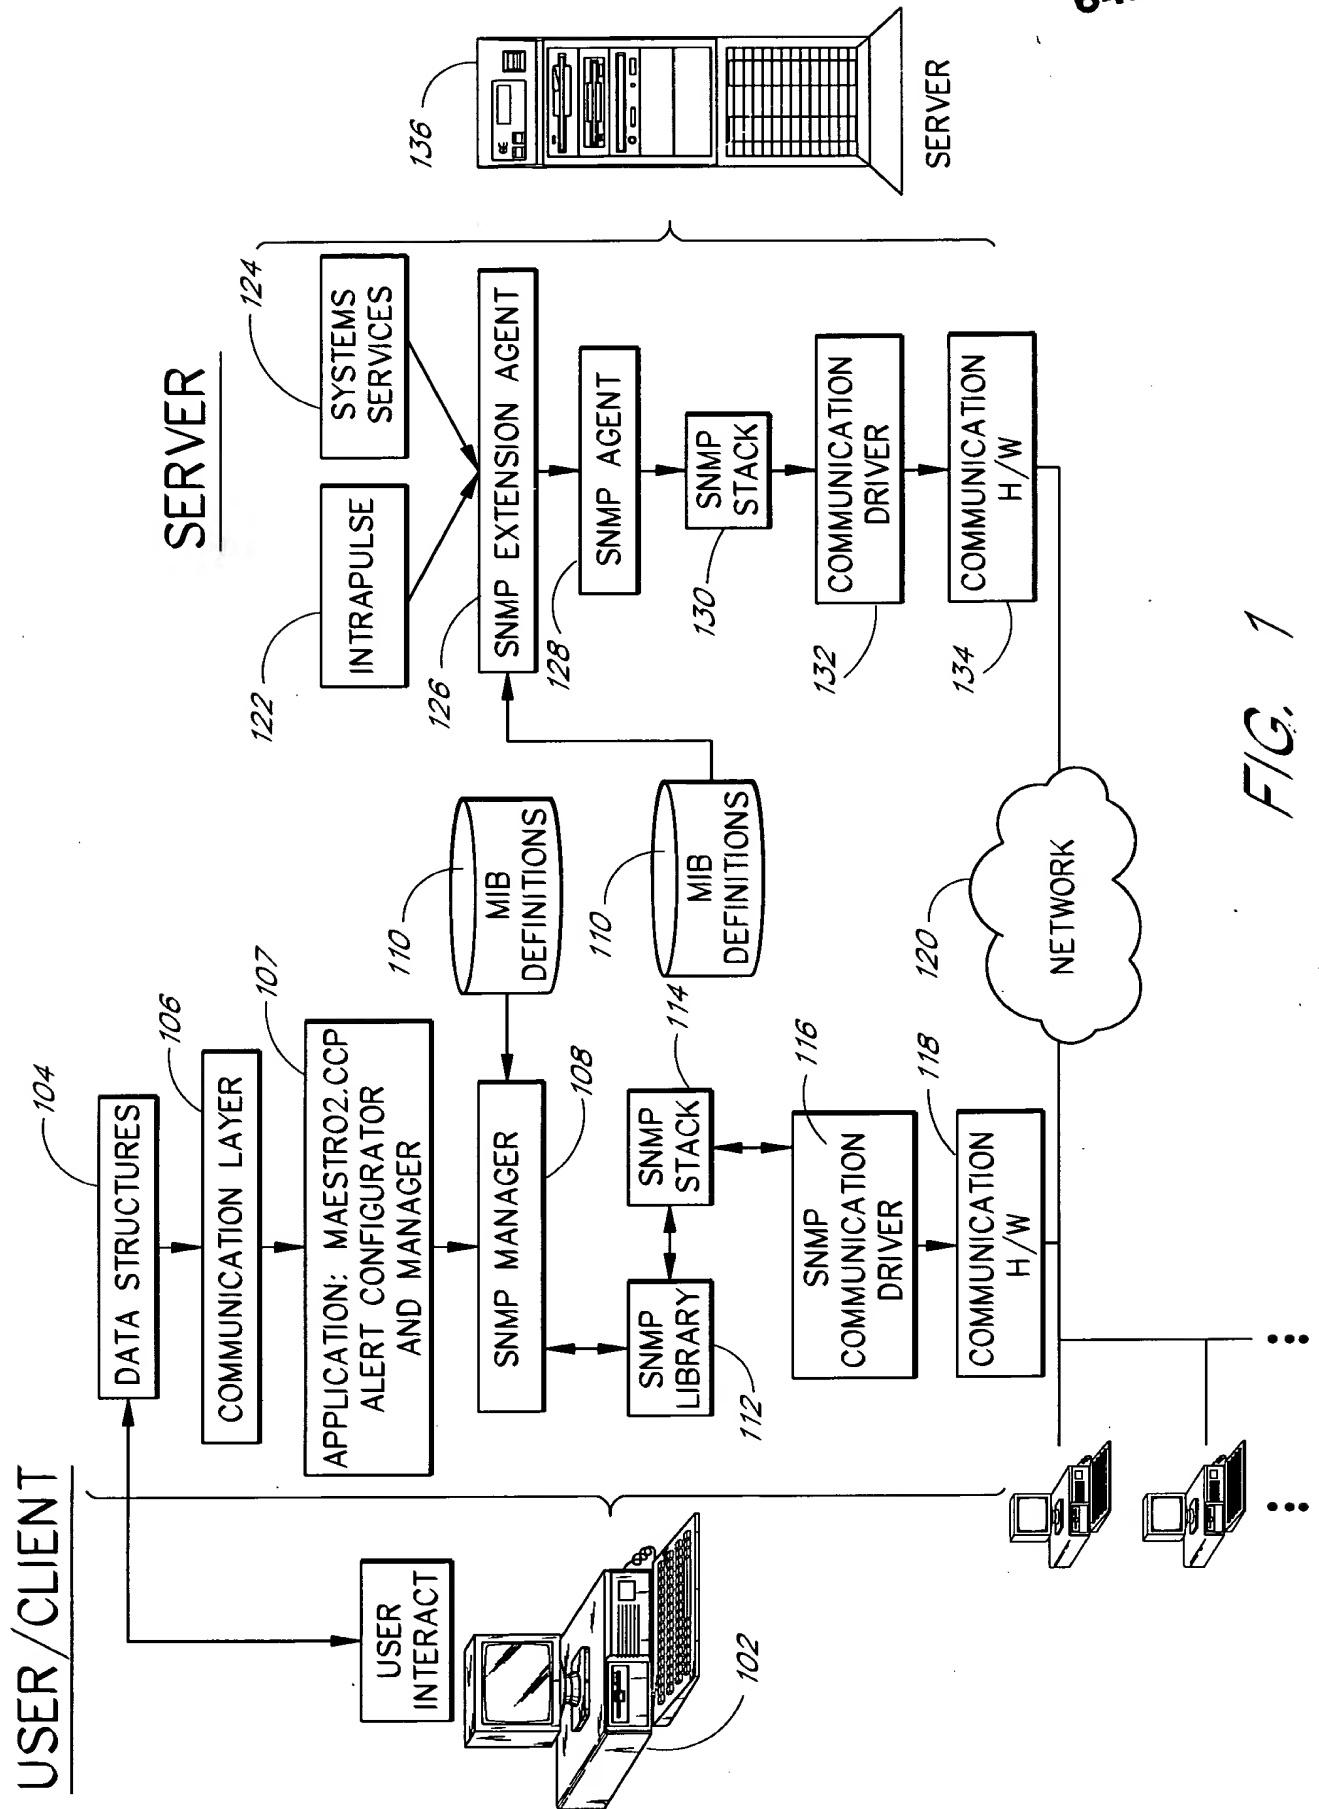 USER/CLIENT
USER
INTERACT
102
104
DATA STRUCTURES
106
COMMUNICATION LAYER
107
APPLICATION: MAESTRO2.CCP
ALERT CONFIGURATOR
AND MANAGER
108
SNMP MANAGER
110
MIB
DEFINITIONS
112
SNMP
LIBRARY
114
SNMP
STACK
110
MIB
DEFINITIONS
116
SNMP
COMMUNICATION
DRIVER
118
COMMUNICATION
H/W
120
NETWORK
SERVER
122
INTRAPULSE
124
SYSTEMS
SERVICES
126
SNMP EXTENSION AGENT
128
SNMP AGENT
130
SNMP
STACK
132
COMMUNICATION
DRIVER
134
COMMUNICATION
H/W
136
SERVER
FIG. 1